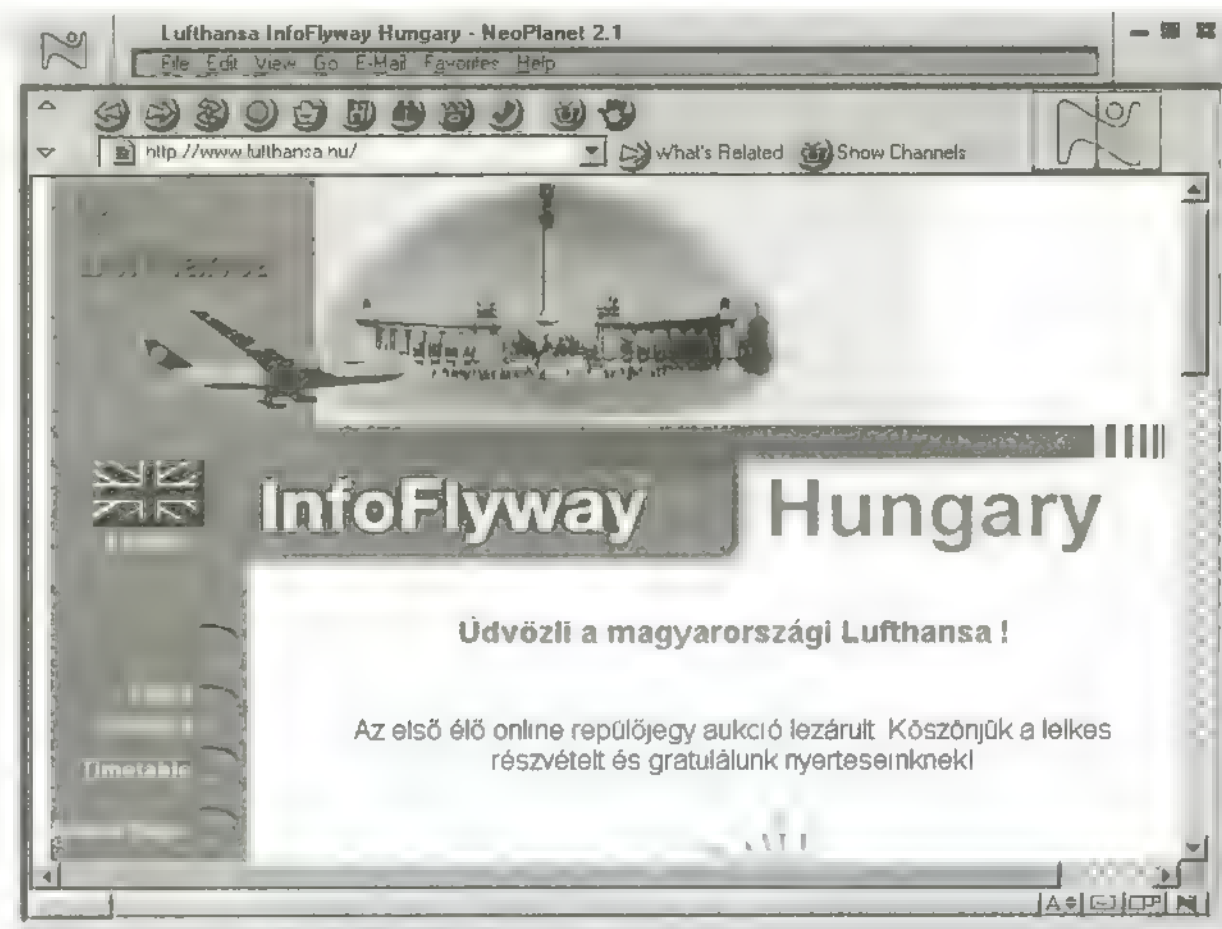 Lufthansa InfoFlyway Hungary - NeoPlanet 2.1
File Edit View Go E-Mail Favorites Help
http://www.lufthansa.hu/ What's Related Show Channels
InfoFlyway Hungary
Üdvözli a magyarországi Lufthansa !
Az első élő online repülőjegy aukció lezárult Köszönjük a lelkes
részvételt és gratulálunk nyerteseinknek!
Timetable
A